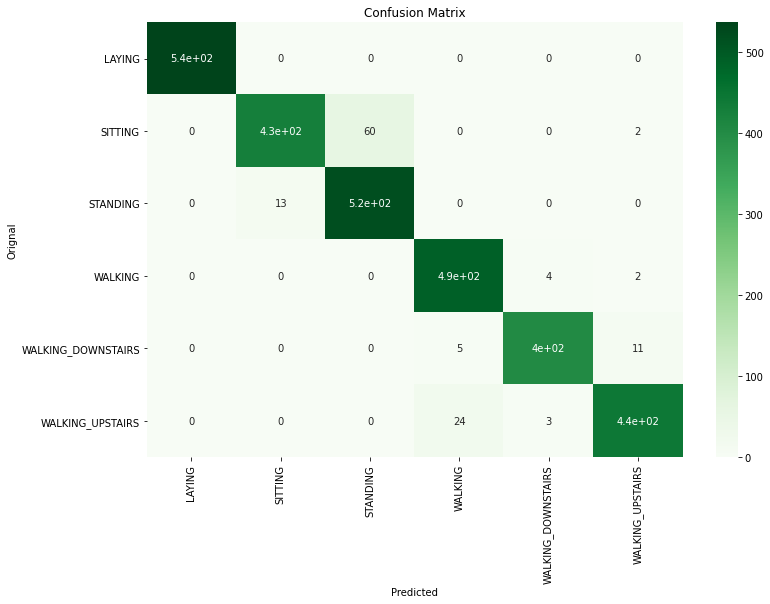 Confusion Matrix
LAYING 5.4e+02 0 0 0 0 0
SITTING 0 4.3e+02 60 0 0 2
STANDING 0 13 5.2e+02 0 0 0
WALKING 0 0 0 4.9e+02 4 2
WALKING_DOWNSTAIRS 0 0 0 5 4e+02 11
WALKING_UPSTAIRS 0 0 0 24 3 4.4e+02
Orignal
LAYING
SITTING
STANDING
WALKING
WALKING_DOWNSTAIRS
WALKING_UPSTAIRS
Predicted
500
400
300
200
100
0